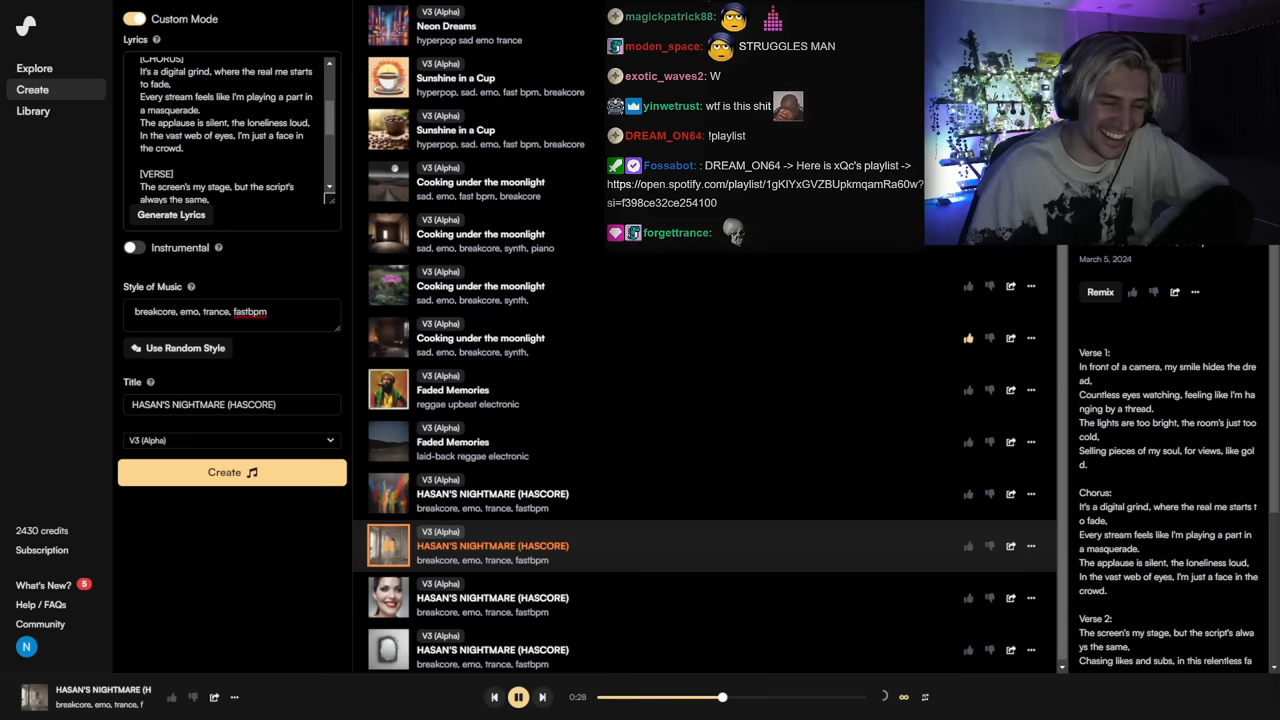 Explore
Create
Library
2430 credits
Subscription
What's New?
5
Help / FAQs
Community
N
Custom Mode
Lyrics
[CHORUS]
It's a digital grind, where the real me starts
to fade,
Every stream feels like I'm playing a part in
a masquerade.
The applause is silent, the loneliness loud,
In the vast web of eyes, I'm just a face in
the crowd.
[VERSE]
The screen's my stage, but the script's
always the same,
Generate Lyrics
Instrumental
Style of Music
breakcore, emo, trance, fastbpm
Use Random Style
Title
HASAN'S NIGHTMARE (HASCORE)
V3 (Alpha)
Create
V3 (Alpha)
Neon Dreams
hyperpop sad emo trance
V3 (Alpha)
Sunshine in a Cup
hyperpop, sad. emo, fast bpm, breakcore
V3 (Alpha)
Sunshine in a Cup
hyperpop, sad. emo, fast bpm, breakcore
V3 (Alpha)
Cooking under the moonlight
sad, emo, fast bpm, breakcore
V3 (Alpha)
Cooking under the moonlight
sad. emo, breakcore, synth, piano
V3 (Alpha)
Cooking under the moonlight
sad. emo, breakcore, synth,
V3 (Alpha)
Cooking under the moonlight
sad. emo, breakcore, synth,
V3 (Alpha)
Faded Memories
reggae upbeat electronic
V3 (Alpha)
Faded Memories
laid-back reggae electronic
V3 (Alpha)
HASAN'S NIGHTMARE (HASCORE)
breakcore, emo, trance, fastbpm
V3 (Alpha)
HASAN'S NIGHTMARE (HASCORE)
breakcore, emo, trance, fastbpm
V3 (Alpha)
HASAN'S NIGHTMARE (HASCORE)
breakcore, emo, trance, fastbpm
V3 (Alpha)
HASAN'S NIGHTMARE (HASCORE)
breakcore, emo, trance, fastbpm
magickpatrick88:
moden_space: STRUGGLES MAN
exotic_waves2: W
yinwetrust: wtf is this shit
DREAM_ON64: !playlist
Fossabot: : DREAM_ON64 -> Here is xQc's playlist ->
https://open.spotify.com/playlist/1gKIYxGVZBUpkmqamRa60w?
si=f398ce32ce254100
forgettrance:
March 5, 2024
Remix
Verse 1:
In front of a camera, my smile hides the dre
ad,
Countless eyes watching, feeling like I'm ha
nging by a thread.
The lights are too bright, the room's just too
cold,
Selling pieces of my soul, for views, like gol
d.
Chorus:
It's a digital grind, where the real me starts t
o fade,
Every stream feels like I'm playing a part in
a masquerade.
The applause is silent, the loneliness loud,
In the vast web of eyes, I'm just a face in the
crowd.
Verse 2:
The screen's my stage, but the script's alwa
ys the same,
Chasing likes and subs, in this relentless fa
HASAN'S NIGHTMARE (H
breakcore, emo, trance, f
0:28